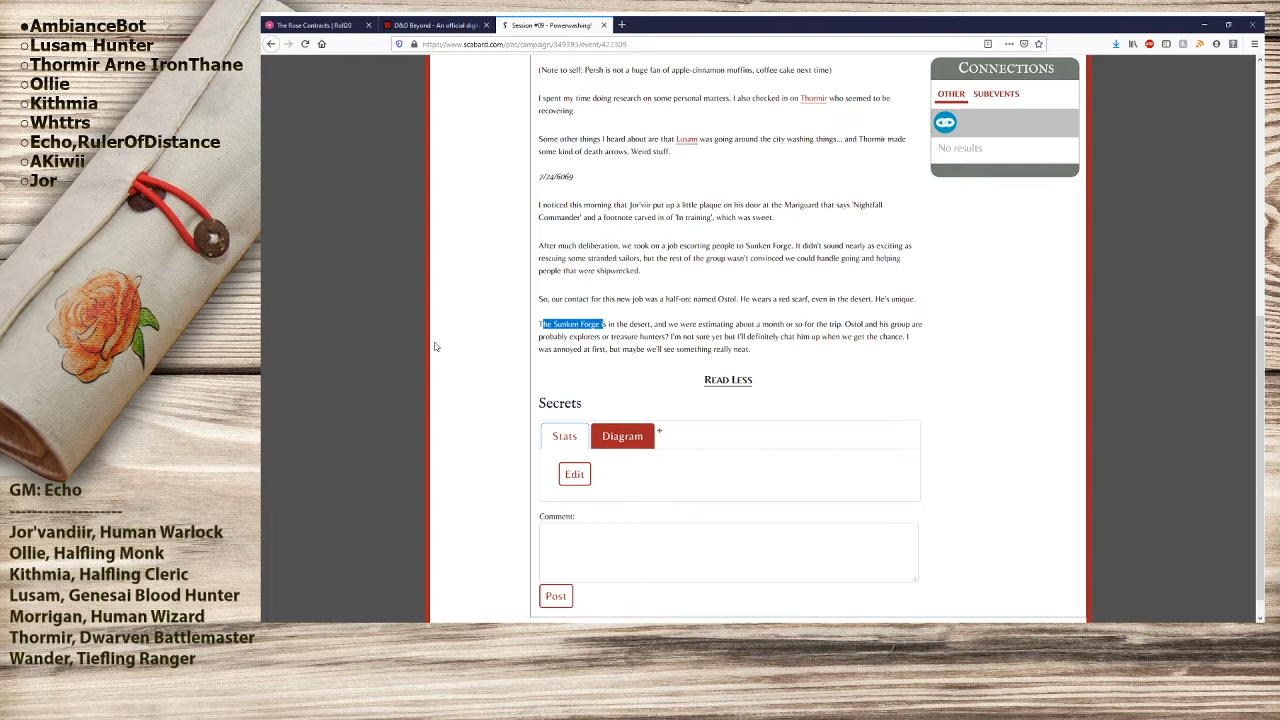 ●AmbianceBot
○Lusam Hunter
○Thormir Arne IronThane
○Ollie
○Kithmia
○Whttrs
○Echo,RulerOfDistance
○AKiwii
○Jor
GM: Echo
--------------------
Jor'vandiir, Human Warlock
Ollie, Halfling Monk
Kithmia, Halfling Cleric
Lusam, Genesai Blood Hunter
Morrigan, Human Wizard
Thormir, Dwarven Battlemaster
Wander, Tiefling Ranger
The Rose Contracts | Roll20
D&D Beyond - An official digit
Session #09 - Powerwashing!
https://www.scabard.com/pbs/campaign/349393/event/422309
(Note to self: Persh is not a huge fan of apple-cinnamon muffins, coffee cake next time)
I spent my time doing research on some personal matters. I also checked in on Thormir who seemed to be
recovering.
Some other things I heard about are that Lusam was going around the city washing things... and Thormir made
some kind of death arrows. Weird stuff.
7/24/6069
I noticed this morning that Jor'viir put up a little plaque on his door at the Mariguard that says 'Nightfall
Commander' and a footnote carved in of 'In training', which was sweet.
After much deliberation, we took on a job escorting people to Sunken Forge. It didn't sound nearly as exciting as
rescuing some stranded sailors, but the rest of the group wasn't convinced we could handle going and helping
people that were shipwrecked.
So, our contact for this new job was a half-orc named Ostol. He wears a red scarf, even in the desert. He's unique.
The Sunken Forge is in the desert, and we were estimating about a month or so for the trip. Ostol and his group are
probably explorers or treasure hunters? I'm not sure yet but I'll definitely chat him up when we get the chance. I
was annoyed at first, but maybe we'll see something really neat.
READ LESS
Secrets
Stats
Diagram
+
Edit
Comment:
Post
CONNECTIONS
OTHER
SUBEVENTS
No results